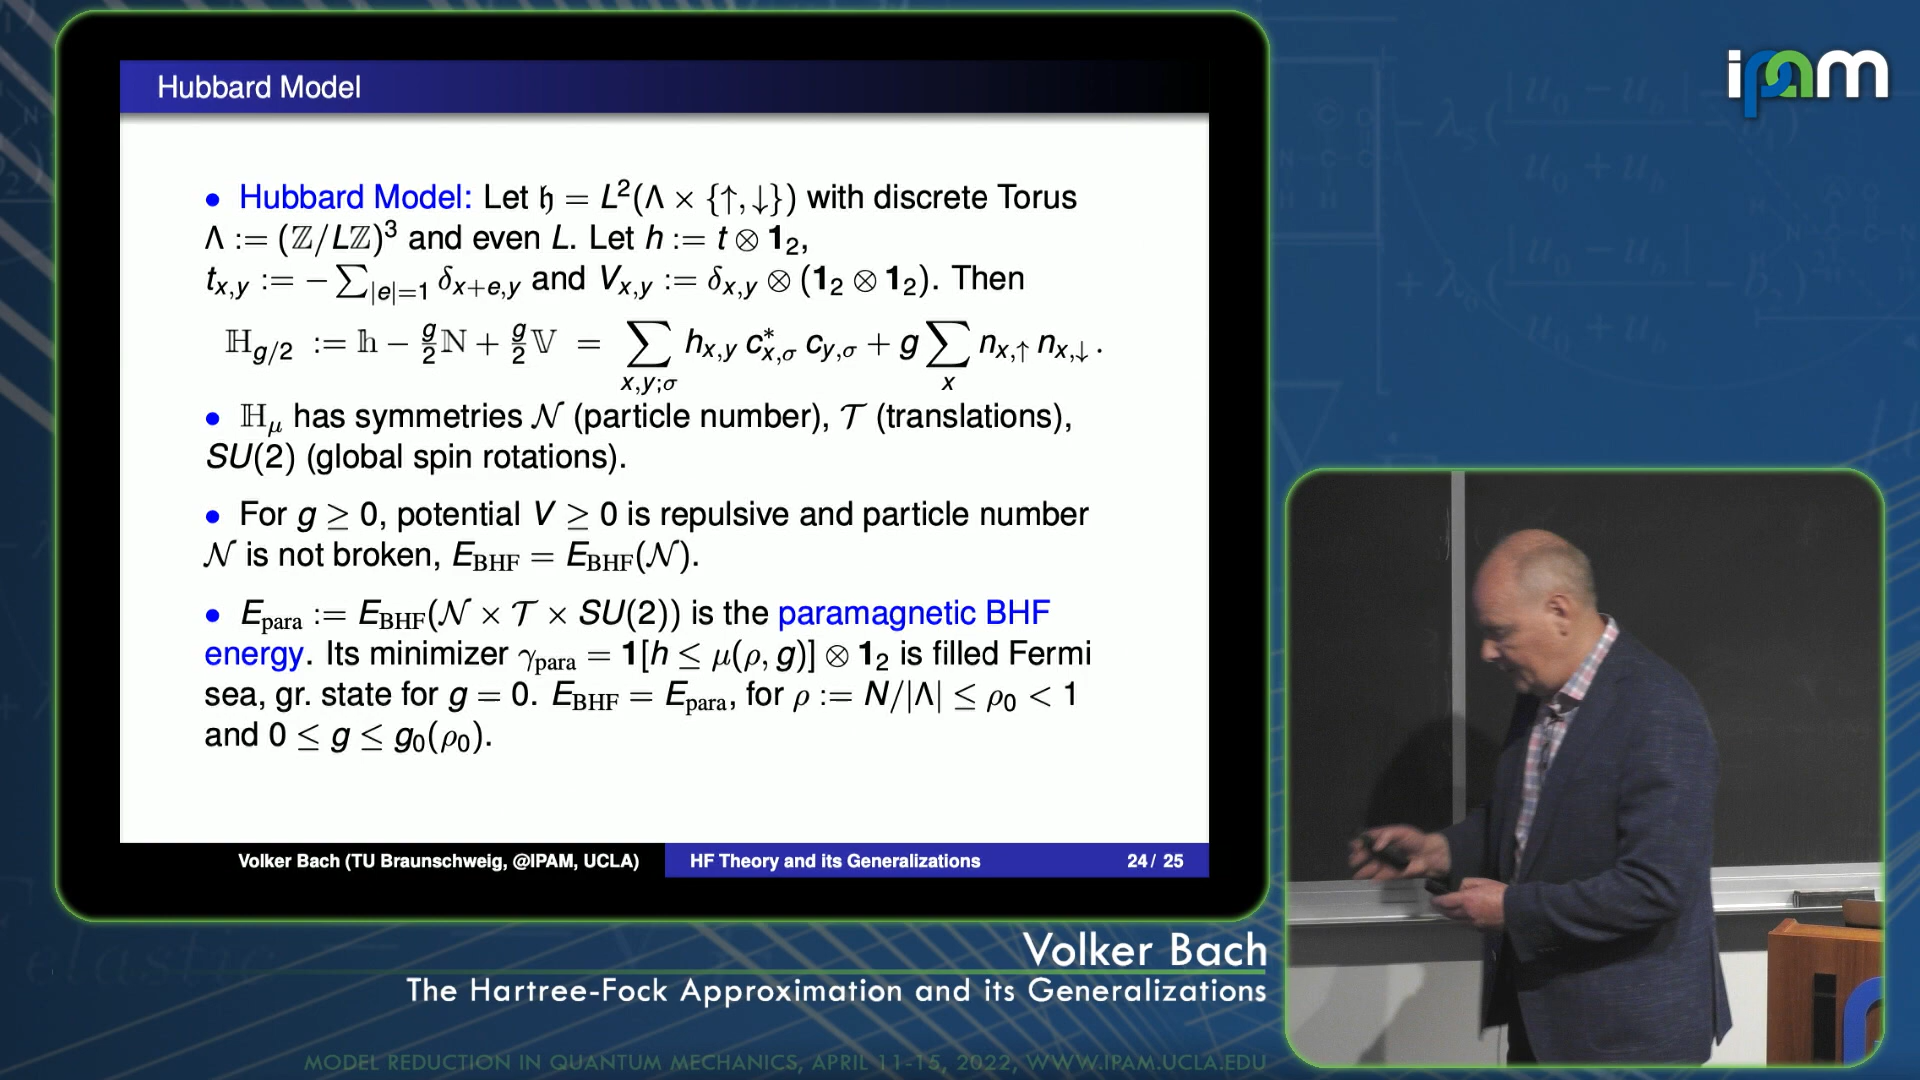 Hubbard Model
ipam
• Hubbard Model: Let 𝔥 = L²(Λ × {↑,↓}) with discrete Torus
Λ := (ℤ/Lℤ)³ and even L. Let h := t ⊗ 𝟏₂,
t_{x,y} := −∑_{|e|=1} δ_{x+e,y} and V_{x,y} := δ_{x,y} ⊗ (𝟏₂ ⊗ 𝟏₂). Then
ℍ_{g/2} := 𝕙 − g/2 ℕ + g/2 𝕍 = ∑_{x,y;σ} h_{x,y} c*_{x,σ} c_{y,σ} + g ∑_x n_{x,↑} n_{x,↓} .
• ℍ_μ has symmetries 𝒩 (particle number), 𝒯 (translations),
SU(2) (global spin rotations).
• For g ≥ 0, potential V ≥ 0 is repulsive and particle number
𝒩 is not broken, E_BHF = E_BHF(𝒩).
• E_para := E_BHF(𝒩 × 𝒯 × SU(2)) is the paramagnetic BHF
energy. Its minimizer γ_para = 𝟏[h ≤ μ(ρ, g)] ⊗ 𝟏₂ is filled Fermi
sea, gr. state for g = 0. E_BHF = E_para, for ρ := N/|Λ| ≤ ρ₀ < 1
and 0 ≤ g ≤ g₀(ρ₀).
Volker Bach (TU Braunschweig, @IPAM, UCLA)
HF Theory and its Generalizations
24 / 25
Volker Bach
The Hartree-Fock Approximation and its Generalizations
MODEL REDUCTION IN QUANTUM MECHANICS, APRIL 11-15, 2022, WWW.IPAM.UCLA.EDU